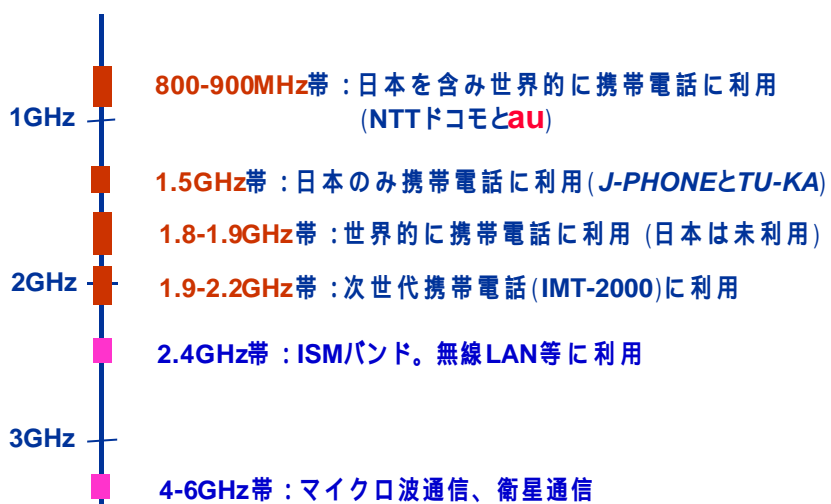 800-900MHz帯：日本を含み世界的に携帯電話に利用
1GHz
(NTTドコモとau)
1.5GHz帯：日本のみ携帯電話に利用(J-PHONEとTU-KA)
1.8-1.9GHz帯：世界的に携帯電話に利用 (日本は未利用)
2GHz
1.9-2.2GHz帯：次世代携帯電話(IMT-2000)に利用
2.4GHz帯：ISMバンド。無線LAN等に利用
3GHz
4-6GHz帯：マイクロ波通信、衛星通信